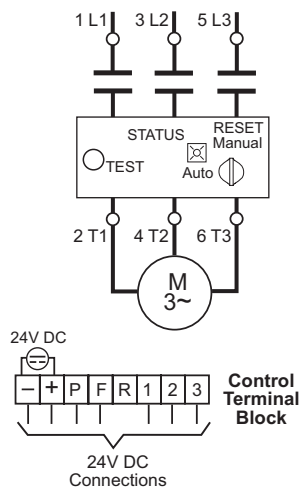 1 L1 3 L2 5 L3
STATUS
RESET
Manual
TEST
Auto
2 T1 4 T2 6 T3
M
3~
24V DC
− + P F R 1 2 3
Control
Terminal
Block
24V DC
Connections